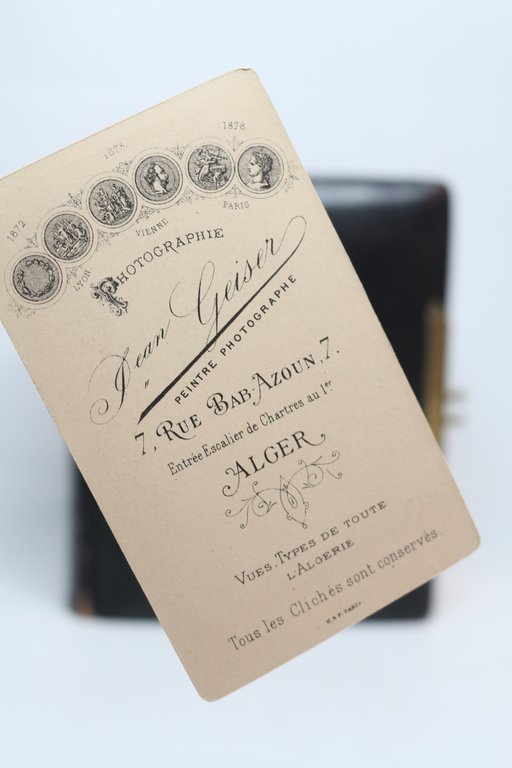 1872
1874
1878
LYON
VIENNE
PARIS
PHOTOGRAPHIE
Jean Geiser
PEINTRE PHOTOGRAPHE
7, RUE BAB-AZOUN, 7.
Entrée Escalier de Chartres au 1er.
ALGER
VUES, TYPES DE TOUTE
L'ALGERIE
Tous les Clichés sont conservés